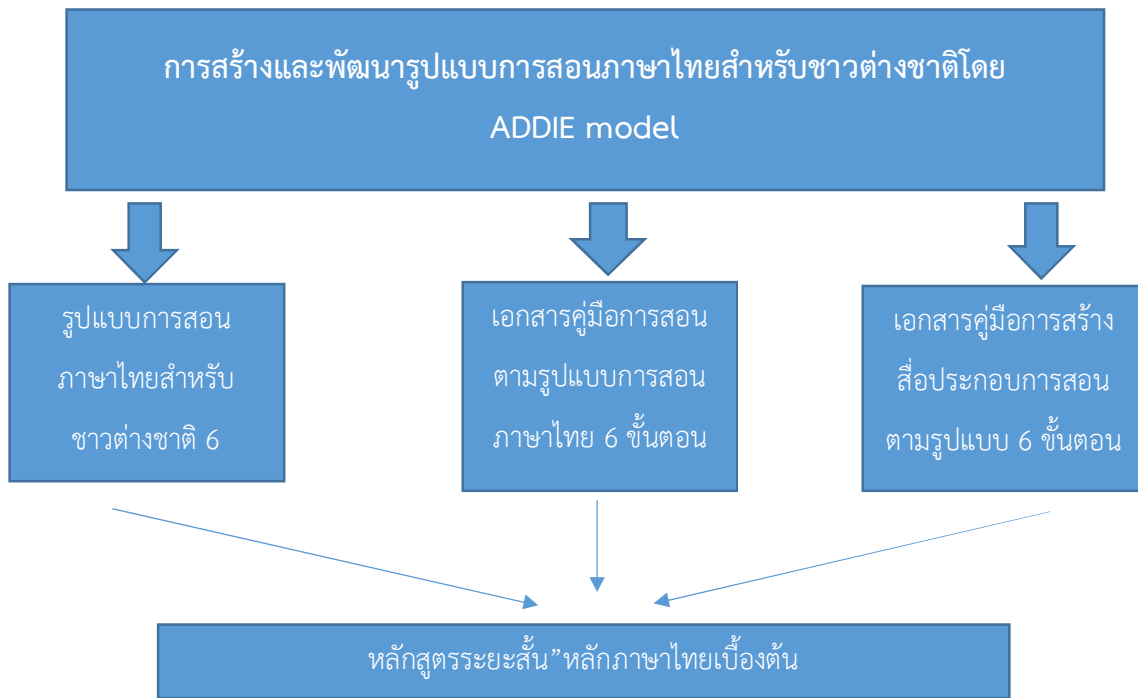 การสร้างและพัฒนารูปแบบการสอนภาษาไทยสำหรับชาวต่างชาติโดย
ADDIE model
รูปแบบการสอน
ภาษาไทยสำหรับ
ชาวต่างชาติ 6
เอกสารคู่มือการสอน
ตามรูปแบบการสอน
ภาษาไทย 6 ขั้นตอน
เอกสารคู่มือการสร้าง
สื่อประกอบการสอน
ตามรูปแบบ 6 ขั้นตอน
หลักสูตรระยะสั้น”หลักภาษาไทยเบื้องต้น